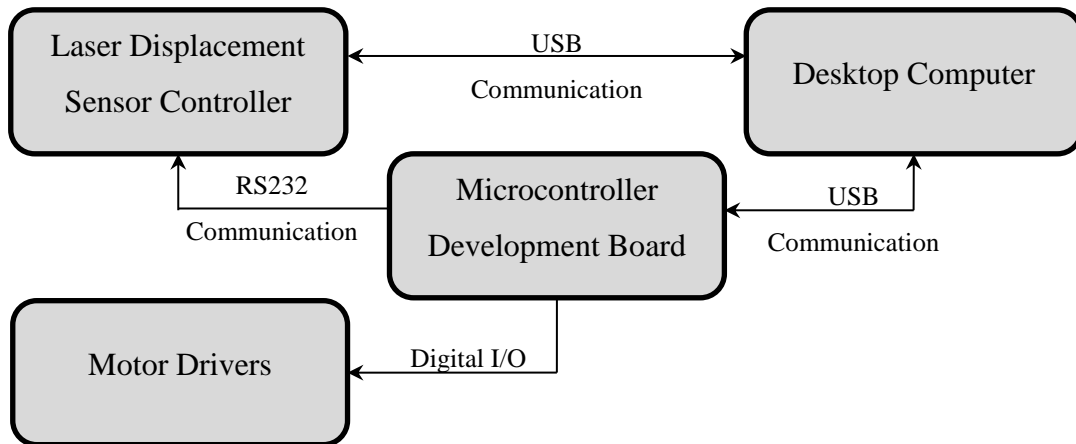 Laser Displacement
Sensor Controller
USB
Communication
Desktop Computer
RS232
Communication
Microcontroller
Development Board
USB
Communication
Motor Drivers
Digital I/O